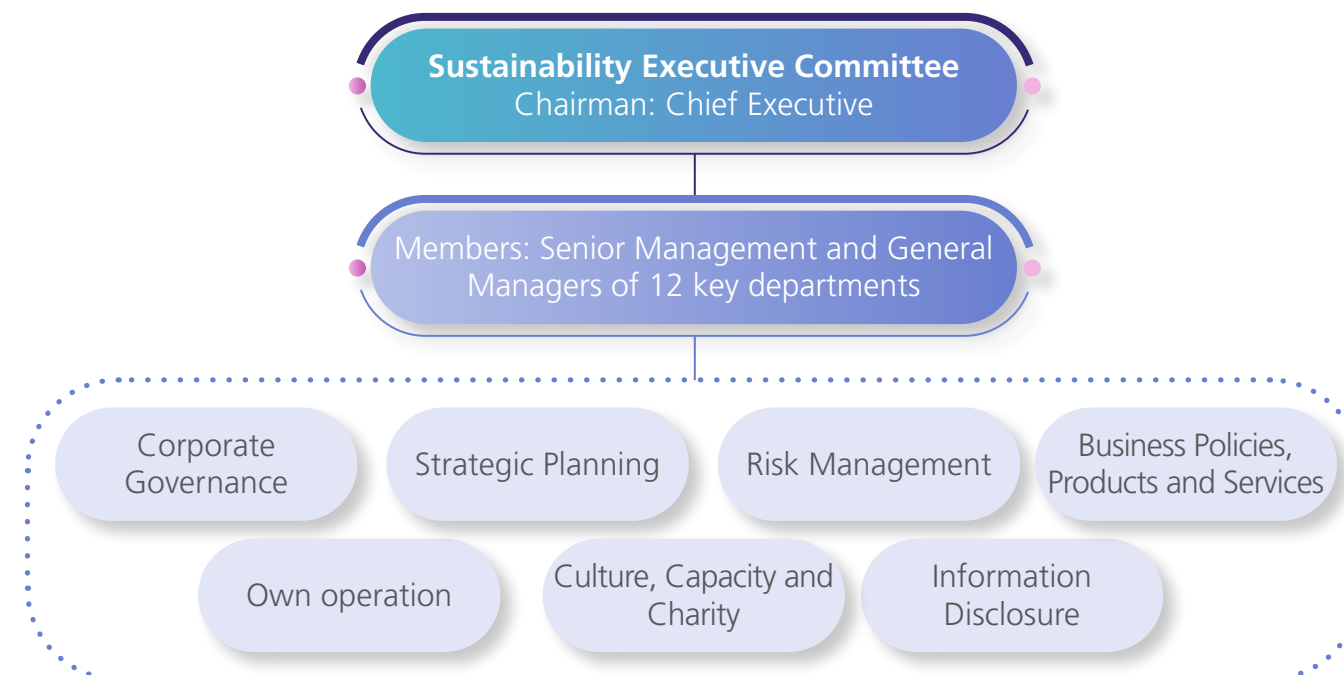 Sustainability Executive Committee
Chairman: Chief Executive
Members: Senior Management and General
Managers of 12 key departments
Corporate
Governance
Strategic Planning
Risk Management
Business Policies,
Products and Services
Own operation
Culture, Capacity and
Charity
Information
Disclosure